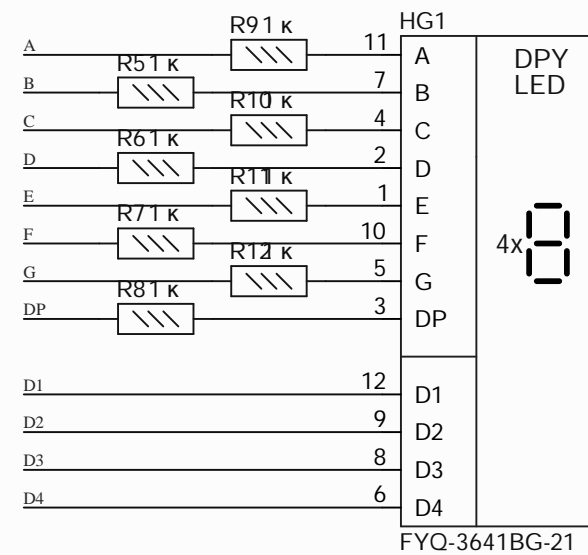 HG1
A R9 1 к 11 A DPY
B R5 1 к 7 B LED
C R10 1 к 4 C
D R6 1 к 2 D
E R11 1 к 1 E
F R7 1 к 10 F 4x
G R12 1 к 5 G
DP R8 1 к 3 DP
D1 12 D1
D2 9 D2
D3 8 D3
D4 6 D4
FYQ-3641BG-21